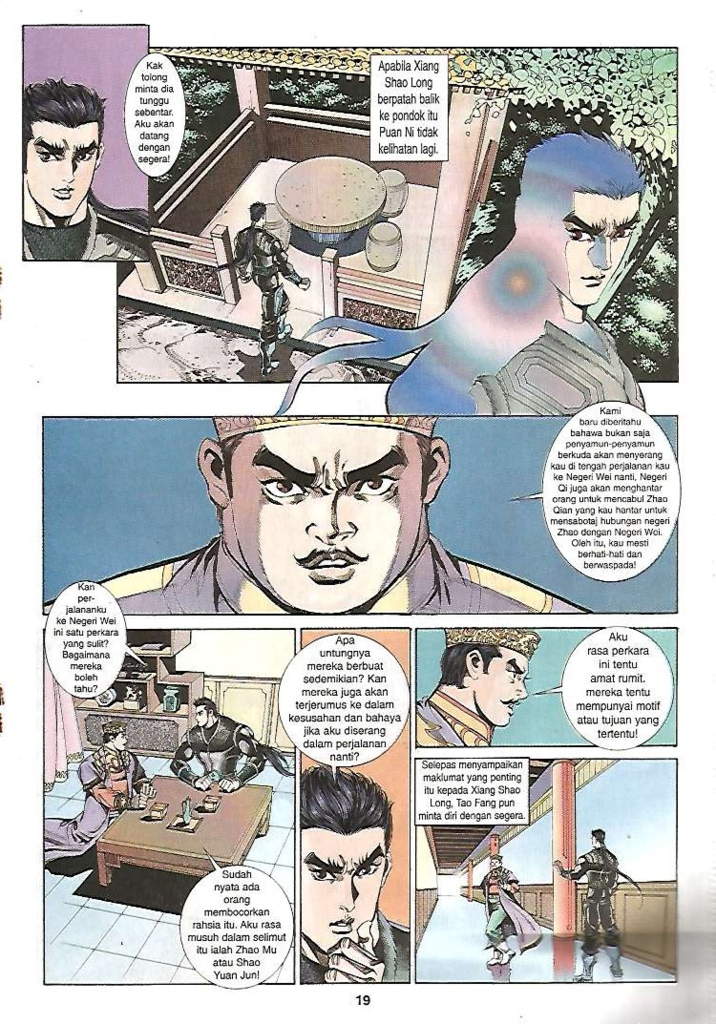 Kak
tolong
minta dia
tunggu
sebentar.
Aku akan
datang
dengan
segera!
Apabila Xiang
Shao Long
berpatah balik
ke pondok itu
Puan Ni tidak
kelihatan lagi.
Kami
baru diberitahu
bahawa bukan saja
penyamun-penyamun
berkuda akan menyerang
kau di tengah perjalanan kau
ke Negeri Wei nanti, Negeri
Qi juga akan menghantar
orang untuk mencabul Zhao
Qian yang kau hantar untuk
mensabotaj hubungan negeri
Zhao dengan Negeri Wei.
Oleh itu, kau mesti
berhati-hati dan
berwaspada!
Kan
per-
jalananku
ke Negeri Wei
ini satu perkara
yang sulit?
Bagaimana
mereka
boleh
tahu?
Sudah
nyata ada
orang
membocorkan
rahsia itu. Aku rasa
musuh dalam selimut
itu ialah Zhao Mu
atau Shao
Yuan Jun!
Apa
untungnya
mereka berbuat
sedemikian? Kan
mereka juga akan
terjerumus ke dalam
kesusahan dan bahaya
jika aku diserang
dalam perjalanan
nanti?
Aku
rasa perkara
ini tentu
amat rumit.
mereka tentu
mempunyai motif
atau tujuan yang
tertentu!
Selepas menyampaikan
maklumat yang penting
itu kepada Xiang Shao
Long, Tao Fang pun
minta diri dengan segera.
19